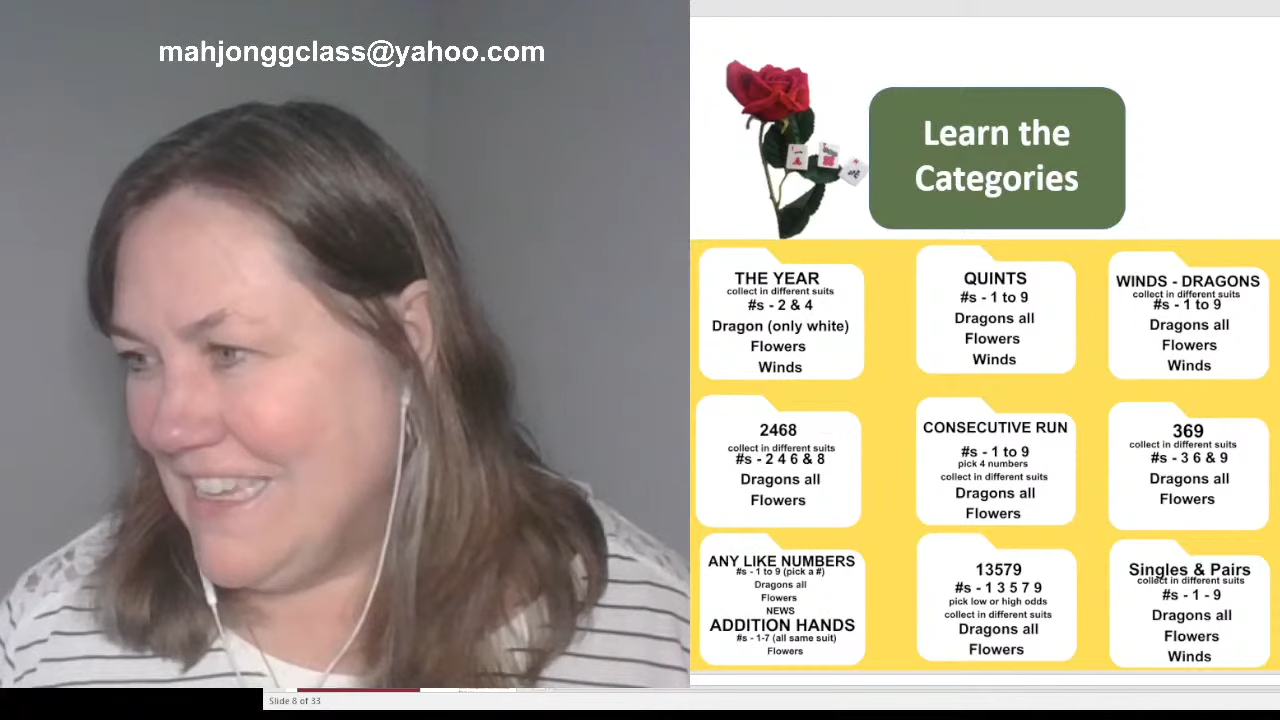 mahjonggclass@yahoo.com
Learn the
Categories
THE YEAR
collect in different suits
#s - 2 & 4
Dragon (only white)
Flowers
Winds
QUINTS
#s - 1 to 9
Dragons all
Flowers
Winds
WINDS - DRAGONS
collect in different suits
#s - 1 to 9
Dragons all
Flowers
Winds
2468
collect in different suits
#s - 2 4 6 & 8
Dragons all
Flowers
CONSECUTIVE RUN
#s - 1 to 9
pick 4 numbers
collect in different suits
Dragons all
Flowers
369
collect in different suits
#s - 3 6 & 9
Dragons all
Flowers
ANY LIKE NUMBERS
#s - 1 to 9 (pick a #)
Dragons all
Flowers
NEWS
ADDITION HANDS
#s - 1-7 (all same suit)
Flowers
13579
#s - 1 3 5 7 9
pick low or high odds
collect in different suits
Dragons all
Flowers
Singles & Pairs
collect in different suits
#s - 1 - 9
Dragons all
Flowers
Winds
Slide 8 of 33